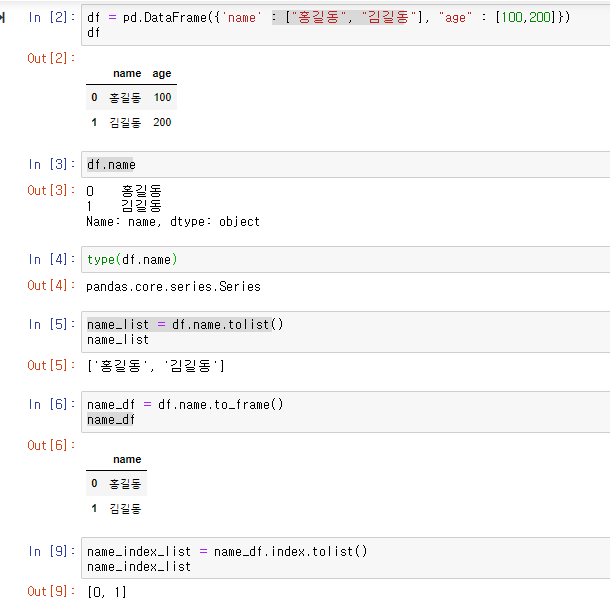 In [2]: df = pd.DataFrame({'name' : ["홍길동", "김길동"], "age" : [100,200]})
df
Out[2]:
name age
0 홍길동 100
1 김길동 200
In [3]: df.name
Out[3]: 0 홍길동
1 김길동
Name: name, dtype: object
In [4]: type(df.name)
Out[4]: pandas.core.series.Series
In [5]: name_list = df.name.tolist()
name_list
Out[5]: ['홍길동', '김길동']
In [6]: name_df = df.name.to_frame()
name_df
Out[6]:
name
0 홍길동
1 김길동
In [9]: name_index_list = name_df.index.tolist()
name_index_list
Out[9]: [0, 1]